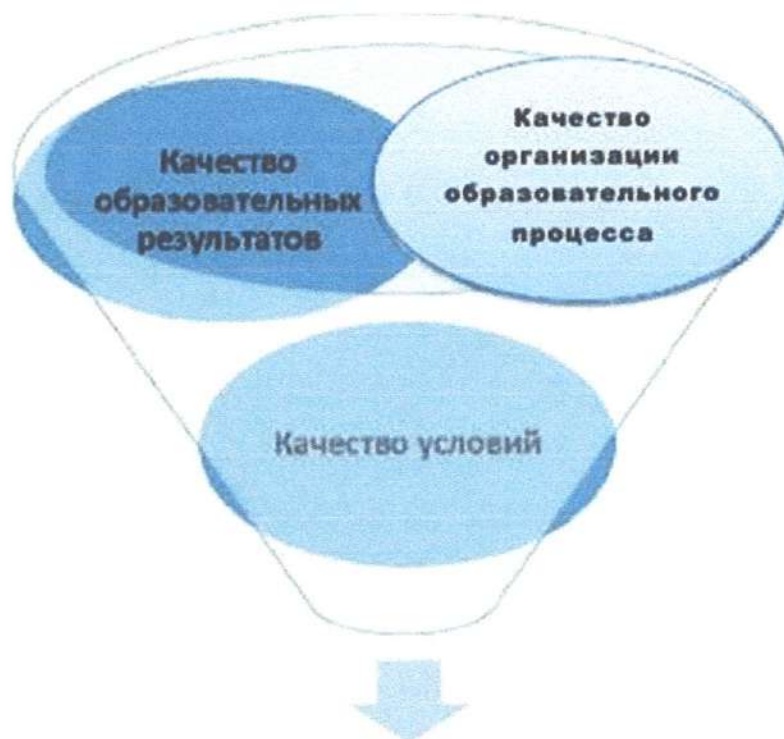 Качество
образовательных
результатов
Качество
организации
образовательного
процесса
Качество условий